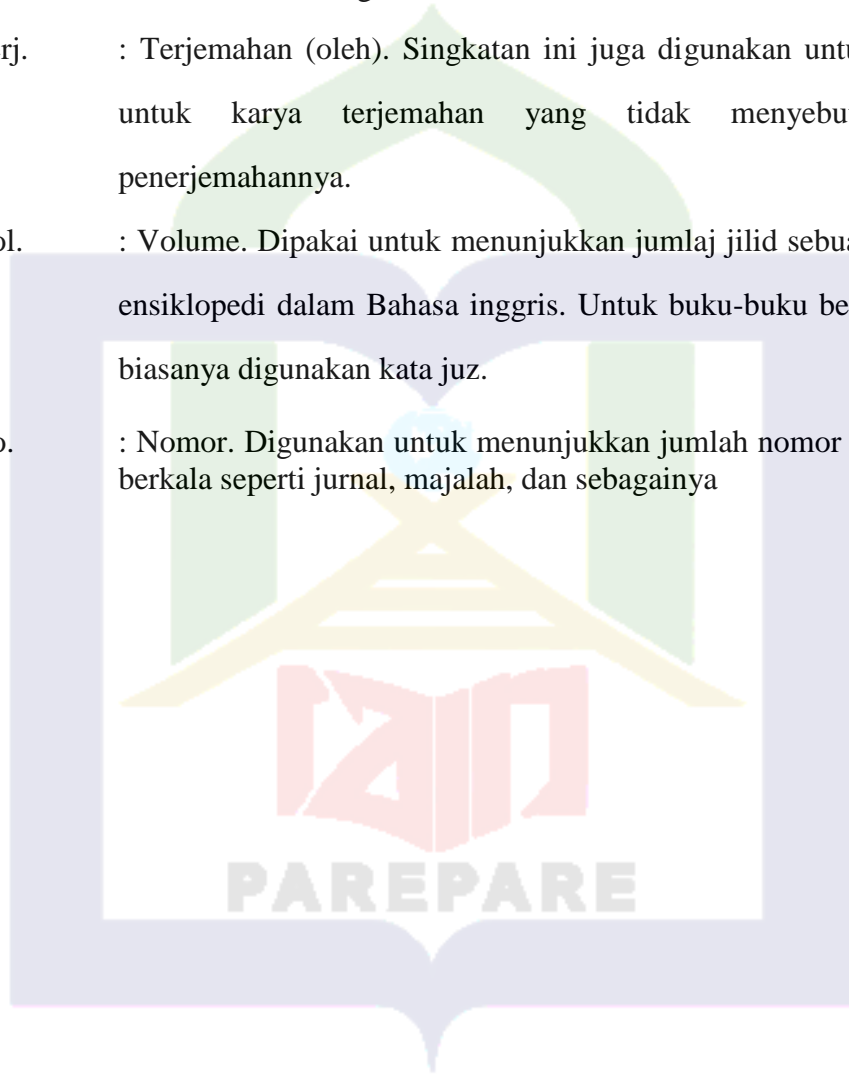 rj. : Terjemahan (oleh). Singkatan ini juga digunakan untu
untuk karya terjemahan yang tidak menyebu
penerjemahannya.
ol. : Volume. Dipakai untuk menunjukkan jumlaj jilid sebua
ensiklopedi dalam Bahasa inggris. Untuk buku-buku be
biasanya digunakan kata juz.
o. : Nomor. Digunakan untuk menunjukkan jumlah nomor
berkala seperti jurnal, majalah, dan sebagainya
iain
PAREPARE